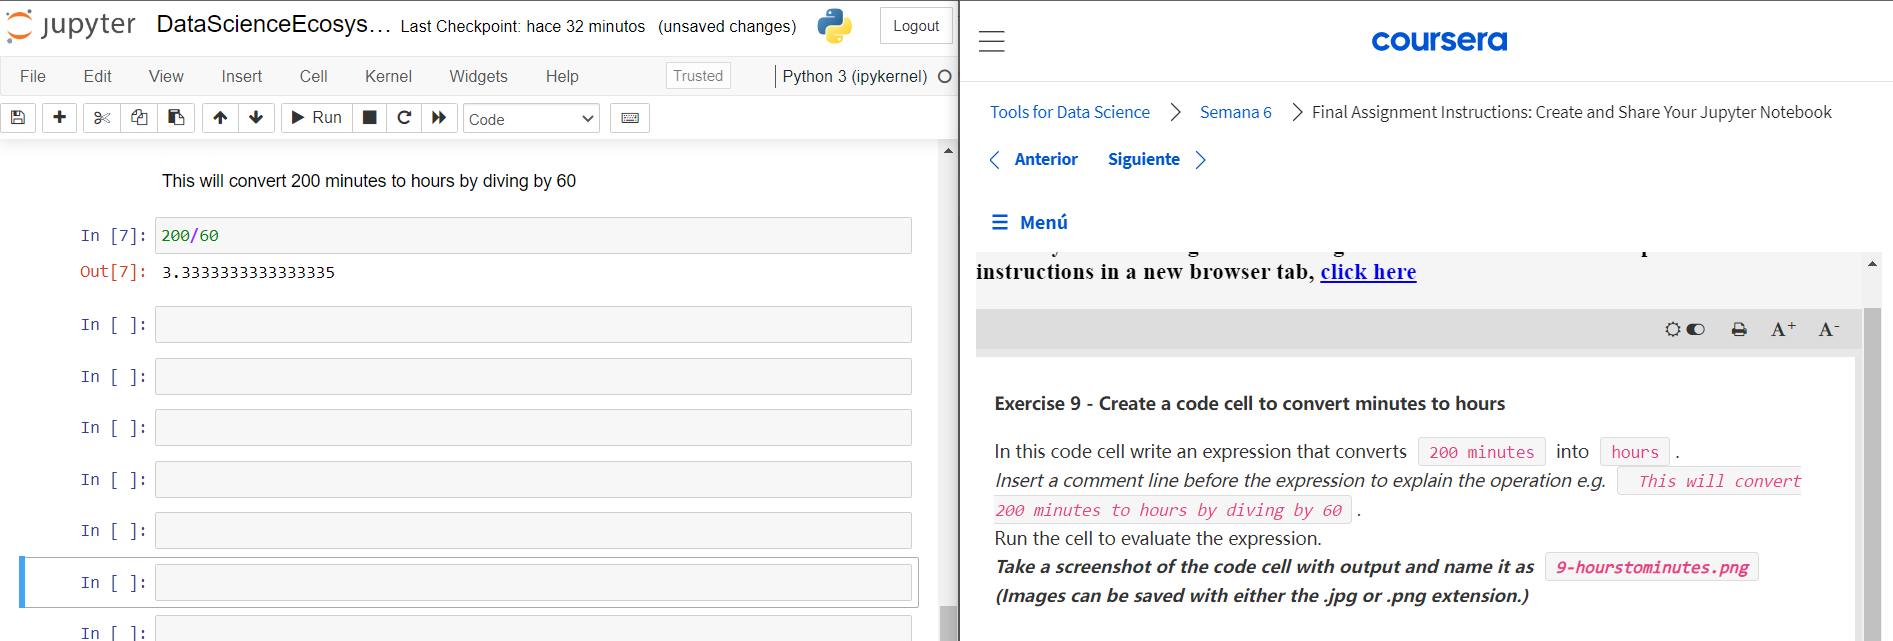 jupyter DataScienceEcosys... Last Checkpoint: hace 32 minutos (unsaved changes) Logout
File Edit View Insert Cell Kernel Widgets Help Trusted Python 3 (ipykernel)
Run Code
This will convert 200 minutes to hours by diving by 60
In [7]: 200/60
Out[7]: 3.3333333333333335
In [ ]:
In [ ]:
In [ ]:
In [ ]:
In [ ]:
In [ ]:
In [ ]:
coursera
Tools for Data Science > Semana 6 > Final Assignment Instructions: Create and Share Your Jupyter Notebook
< Anterior Siguiente >
Menú
instructions in a new browser tab, click here
A+ A-
Exercise 9 - Create a code cell to convert minutes to hours
In this code cell write an expression that converts 200 minutes into hours .
Insert a comment line before the expression to explain the operation e.g. This will convert
200 minutes to hours by diving by 60 .
Run the cell to evaluate the expression.
Take a screenshot of the code cell with output and name it as 9-hourstominutes.png
(Images can be saved with either the .jpg or .png extension.)